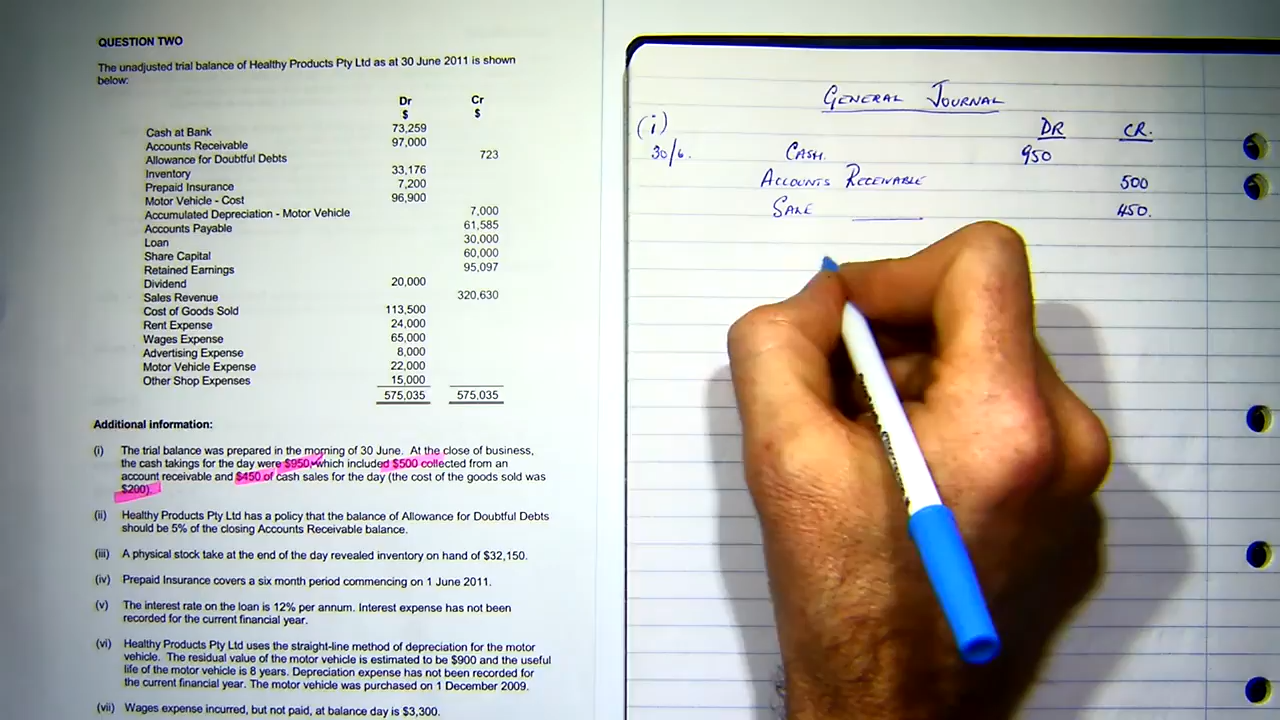 QUESTION TWO
The unadjusted trial balance of Healthy Products Pty Ltd as at 30 June 2011 is shown
below:
Dr Cr
$ $
Cash at Bank 73,259
Accounts Receivable 97,000
Allowance for Doubtful Debts 723
Inventory 33,176
Prepaid Insurance 7,200
Motor Vehicle - Cost 96,900
Accumulated Depreciation - Motor Vehicle 7,000
Accounts Payable 61,585
Loan 30,000
Share Capital 60,000
Retained Earnings 95,097
Dividend 20,000
Sales Revenue 320,630
Cost of Goods Sold 113,500
Rent Expense 24,000
Wages Expense 65,000
Advertising Expense 8,000
Motor Vehicle Expense 22,000
Other Shop Expenses 15,000
575,035 575,035
Additional information:
(i) The trial balance was prepared in the morning of 30 June. At the close of business,
the cash takings for the day were $950, which included $500 collected from an
account receivable and $450 of cash sales for the day (the cost of the goods sold was
$200).
(ii) Healthy Products Pty Ltd has a policy that the balance of Allowance for Doubtful Debts
should be 5% of the closing Accounts Receivable balance.
(iii) A physical stock take at the end of the day revealed inventory on hand of $32,150.
(iv) Prepaid Insurance covers a six month period commencing on 1 June 2011.
(v) The interest rate on the loan is 12% per annum. Interest expense has not been
recorded for the current financial year.
(vi) Healthy Products Pty Ltd uses the straight-line method of depreciation for the motor
vehicle. The residual value of the motor vehicle is estimated to be $900 and the useful
life of the motor vehicle is 8 years. Depreciation expense has not been recorded for
the current financial year. The motor vehicle was purchased on 1 December 2009.
(vii) Wages expense incurred, but not paid, at balance day is $3,300.
GENERAL JOURNAL
(i) DR CR.
30/6. CASH. 950
ACCOUNTS RECEIVABLE 500
SALE 450.